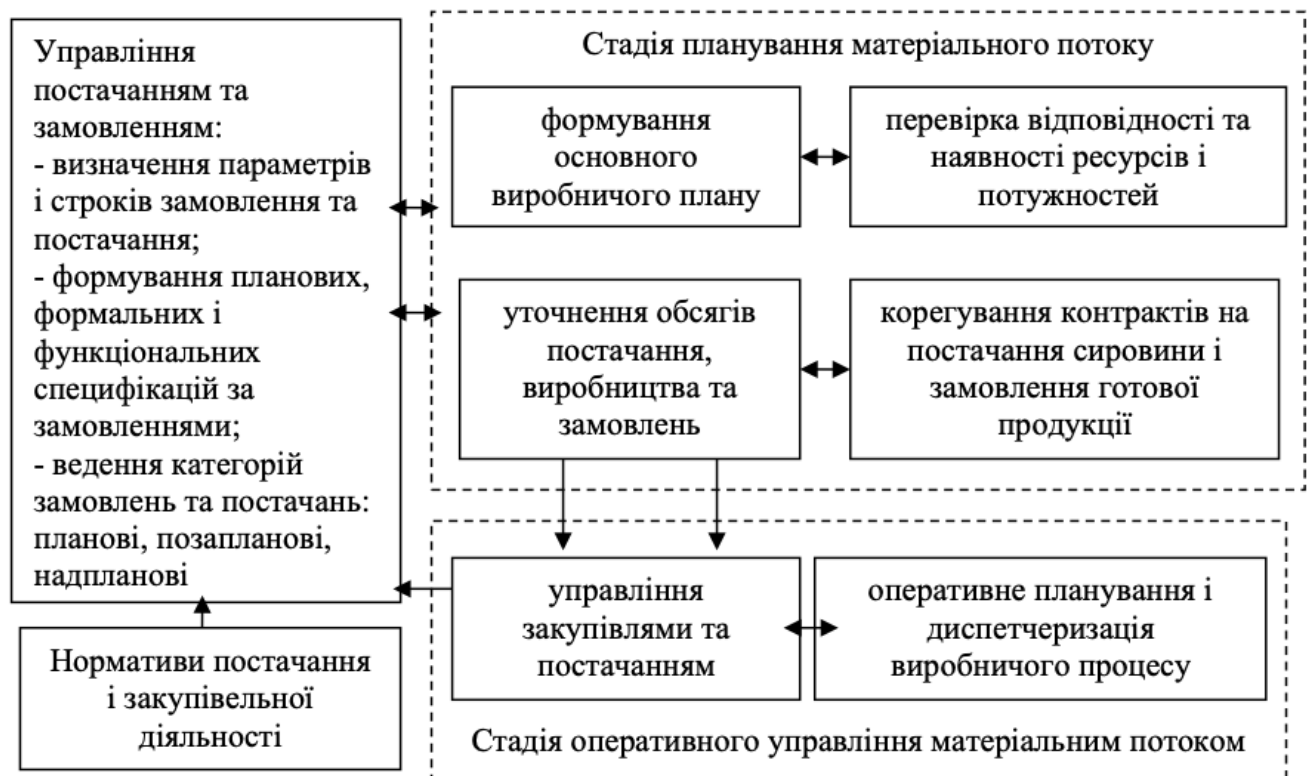 Управління
постачанням та
замовленням:
- визначення параметрів
і строків замовлення та
постачання;
- формування планових,
формальних і
функціональних
специфікацій за
замовленнями;
- ведення категорій
замовлень та постачань:
планові, позапланові,
надпланові
Нормативи постачання
і закупівельної
діяльності
Стадія планування матеріального потоку
формування
основного
виробничого плану
перевірка відповідності та
наявності ресурсів і
потужностей
уточнення обсягів
постачання,
виробництва та
замовлень
корегування контрактів на
постачання сировини і
замовлення готової
продукції
управління
закупівлями та
постачанням
оперативне планування і
диспетчеризація
виробничого процесу
Стадія оперативного управління матеріальним потоком